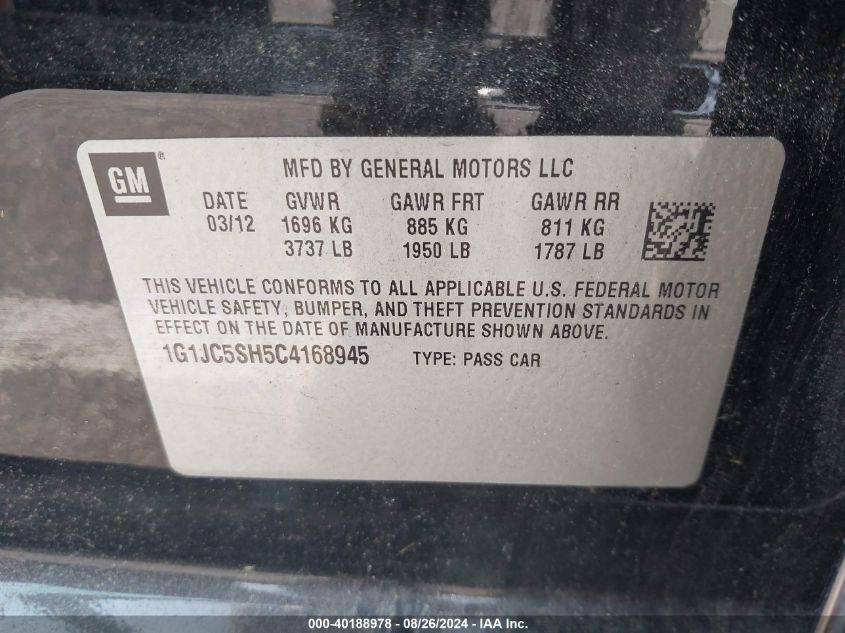 GM®
MFD BY GENERAL MOTORS LLC
DATE GVWR GAWR FRT GAWR RR
03/12 1696 KG 885 KG 811 KG
3737 LB 1950 LB 1787 LB
THIS VEHICLE CONFORMS TO ALL APPLICABLE U.S. FEDERAL MOTOR
VEHICLE SAFETY, BUMPER, AND THEFT PREVENTION STANDARDS IN
EFFECT ON THE DATE OF MANUFACTURE SHOWN ABOVE.
1G1JC5SH5C4168945 TYPE: PASS CAR
000-40188978 - 08/26/2024 - IAA Inc.